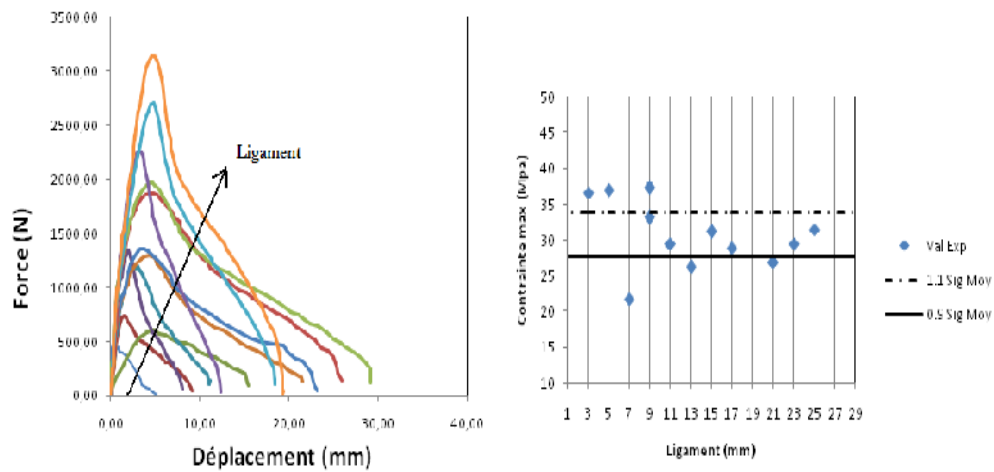 3500,00
3000,00
2500,00
2000,00
1500,00
1000,00
500,00
0,00
Force (N)
Ligament
0,00 10,00 20,00 30,00 40,00
Déplacement (mm)
50
45
40
35
30
25
20
15
10
Contrainte max (Mpa)
1 3 5 7 9 11 13 15 17 19 21 23 25 27 29
Ligament (mm)
Val Exp
1.1 Sig Moy
0.9 Sig Moy